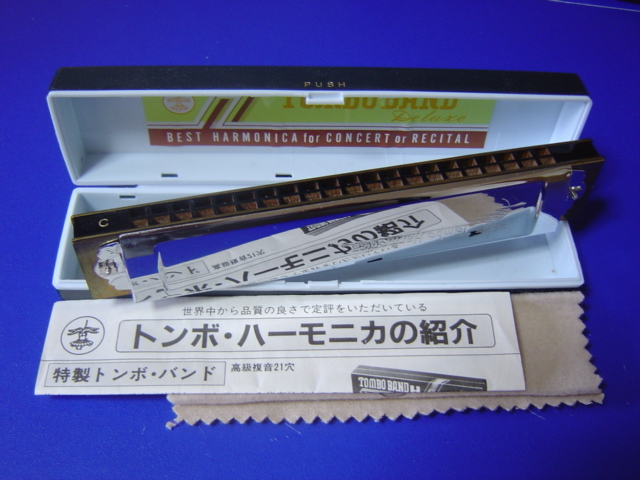 PUSH
TOMBO BAND
Deluxe
BEST HARMONICA for CONCERT or RECITAL
C
世界中から品質の良さで定評をいただいている
トンボ・ハーモニカの紹介
特製トンボ・バンド
高級複音21穴
TOMBO BAND